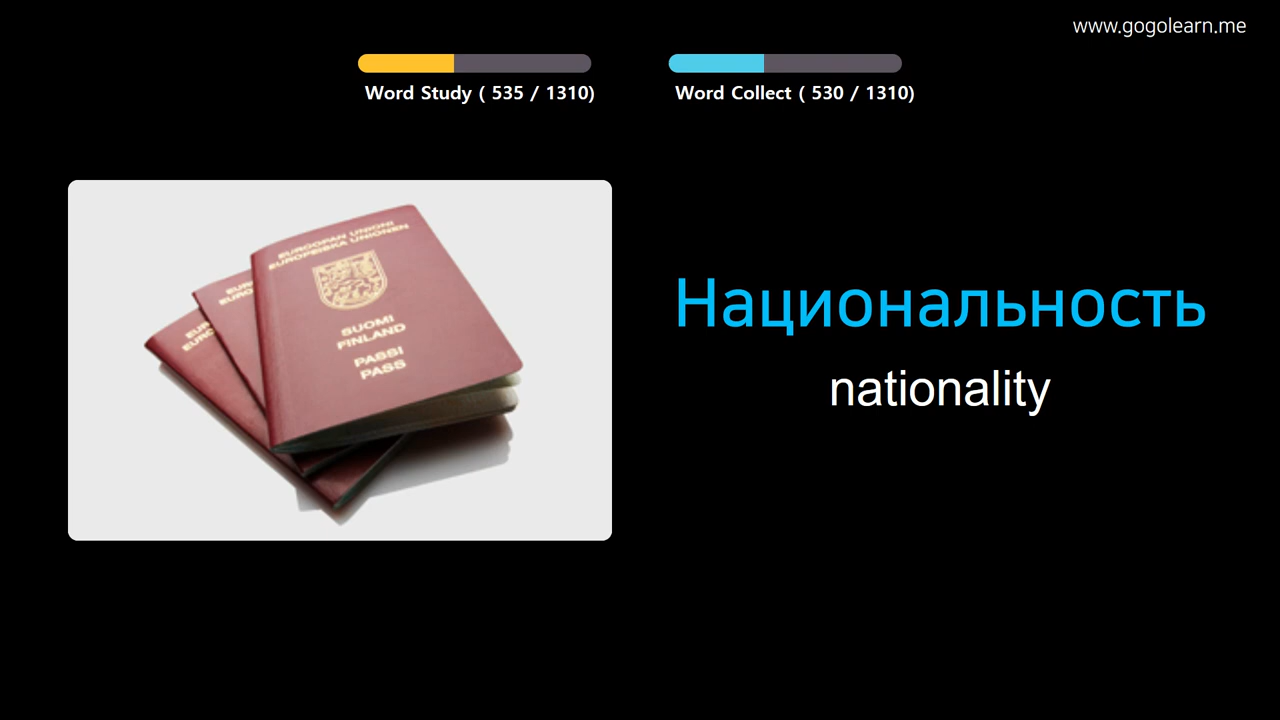 www.gogolearn.me
Word Study ( 535 / 1310)
Word Collect ( 530 / 1310)
EUROOPAN UNIONI
EUROPEISKA UNIONEN
SUOMI
FINLAND
PASSI
PASS
Национальность
nationality